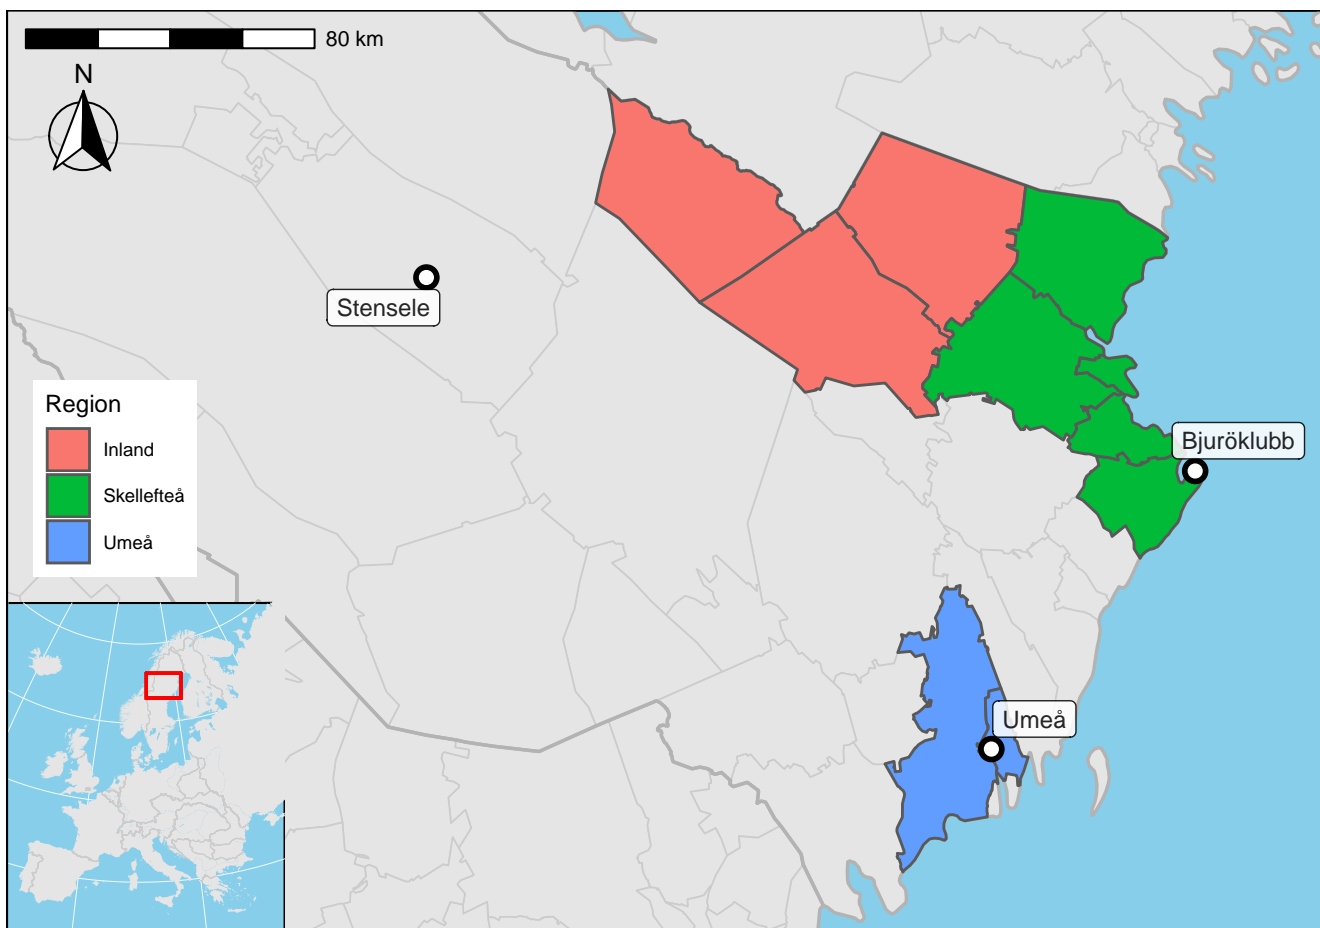 80 km
N
Stensele
Region
Inland
Skellefteå
Umeå
Bjuröklubb
Umeå